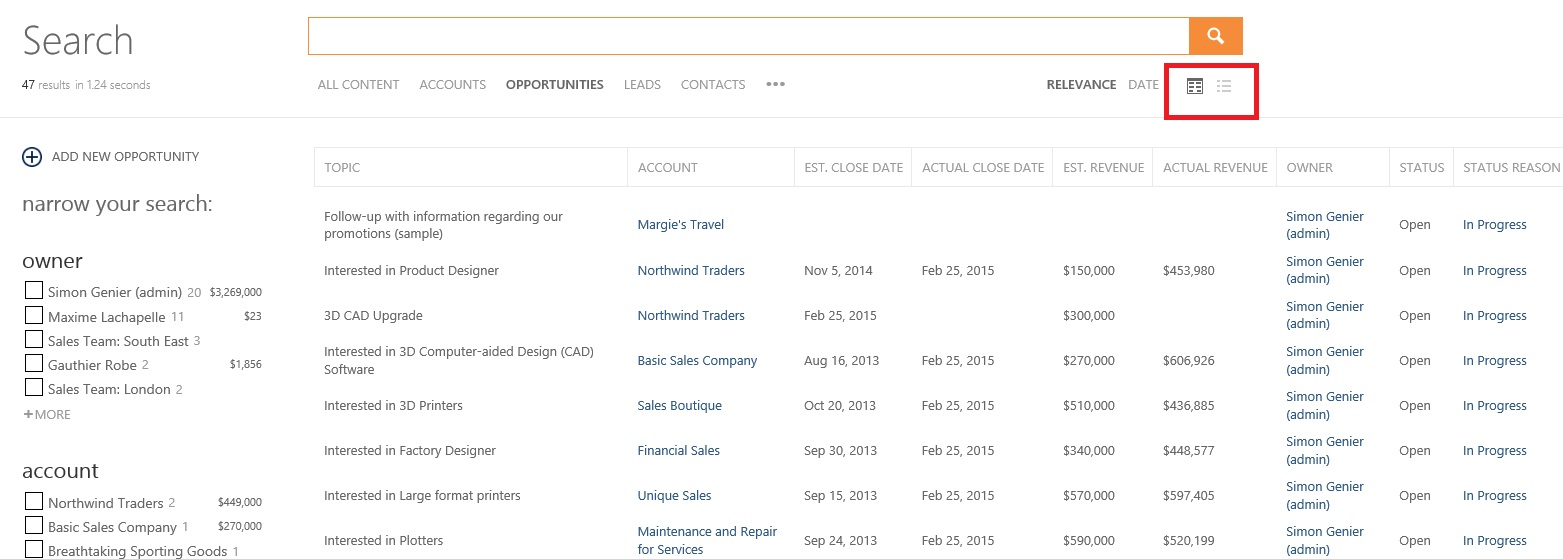 Search
47 results in 1.24 seconds
ALL CONTENT ACCOUNTS OPPORTUNITIES LEADS CONTACTS •••
RELEVANCE DATE
ADD NEW OPPORTUNITY
narrow your search:
owner
Simon Genier (admin) 20 $3,269,000
Maxime Lachapelle 11 $23
Sales Team: South East 3
Gauthier Robe 2 $1,856
Sales Team: London 2
+MORE
account
Northwind Traders 2 $449,000
Basic Sales Company 1 $270,000
Breathtaking Sporting Goods 1
TOPIC ACCOUNT EST. CLOSE DATE ACTUAL CLOSE DATE EST. REVENUE ACTUAL REVENUE OWNER STATUS STATUS REASON
Follow-up with information regarding our
promotions (sample)
Margie's Travel
Simon Genier
(admin)
Open In Progress
Interested in Product Designer Northwind Traders Nov 5, 2014 Feb 25, 2015 $150,000 $453,980
Simon Genier
(admin)
Open In Progress
3D CAD Upgrade Northwind Traders Feb 25, 2015 $300,000
Simon Genier
(admin)
Open In Progress
Interested in 3D Computer-aided Design (CAD)
Software
Basic Sales Company Aug 16, 2013 Feb 25, 2015 $270,000 $606,926
Simon Genier
(admin)
Open In Progress
Interested in 3D Printers Sales Boutique Oct 20, 2013 Feb 25, 2015 $510,000 $436,885
Simon Genier
(admin)
Open In Progress
Interested in Factory Designer Financial Sales Sep 30, 2013 Feb 25, 2015 $340,000 $448,577
Simon Genier
(admin)
Open In Progress
Interested in Large format printers Unique Sales Sep 15, 2013 Feb 25, 2015 $570,000 $597,405
Simon Genier
(admin)
Open In Progress
Interested in Plotters
Maintenance and Repair
for Services
Sep 24, 2013 Feb 25, 2015 $590,000 $520,199
Simon Genier
(admin)
Open In Progress